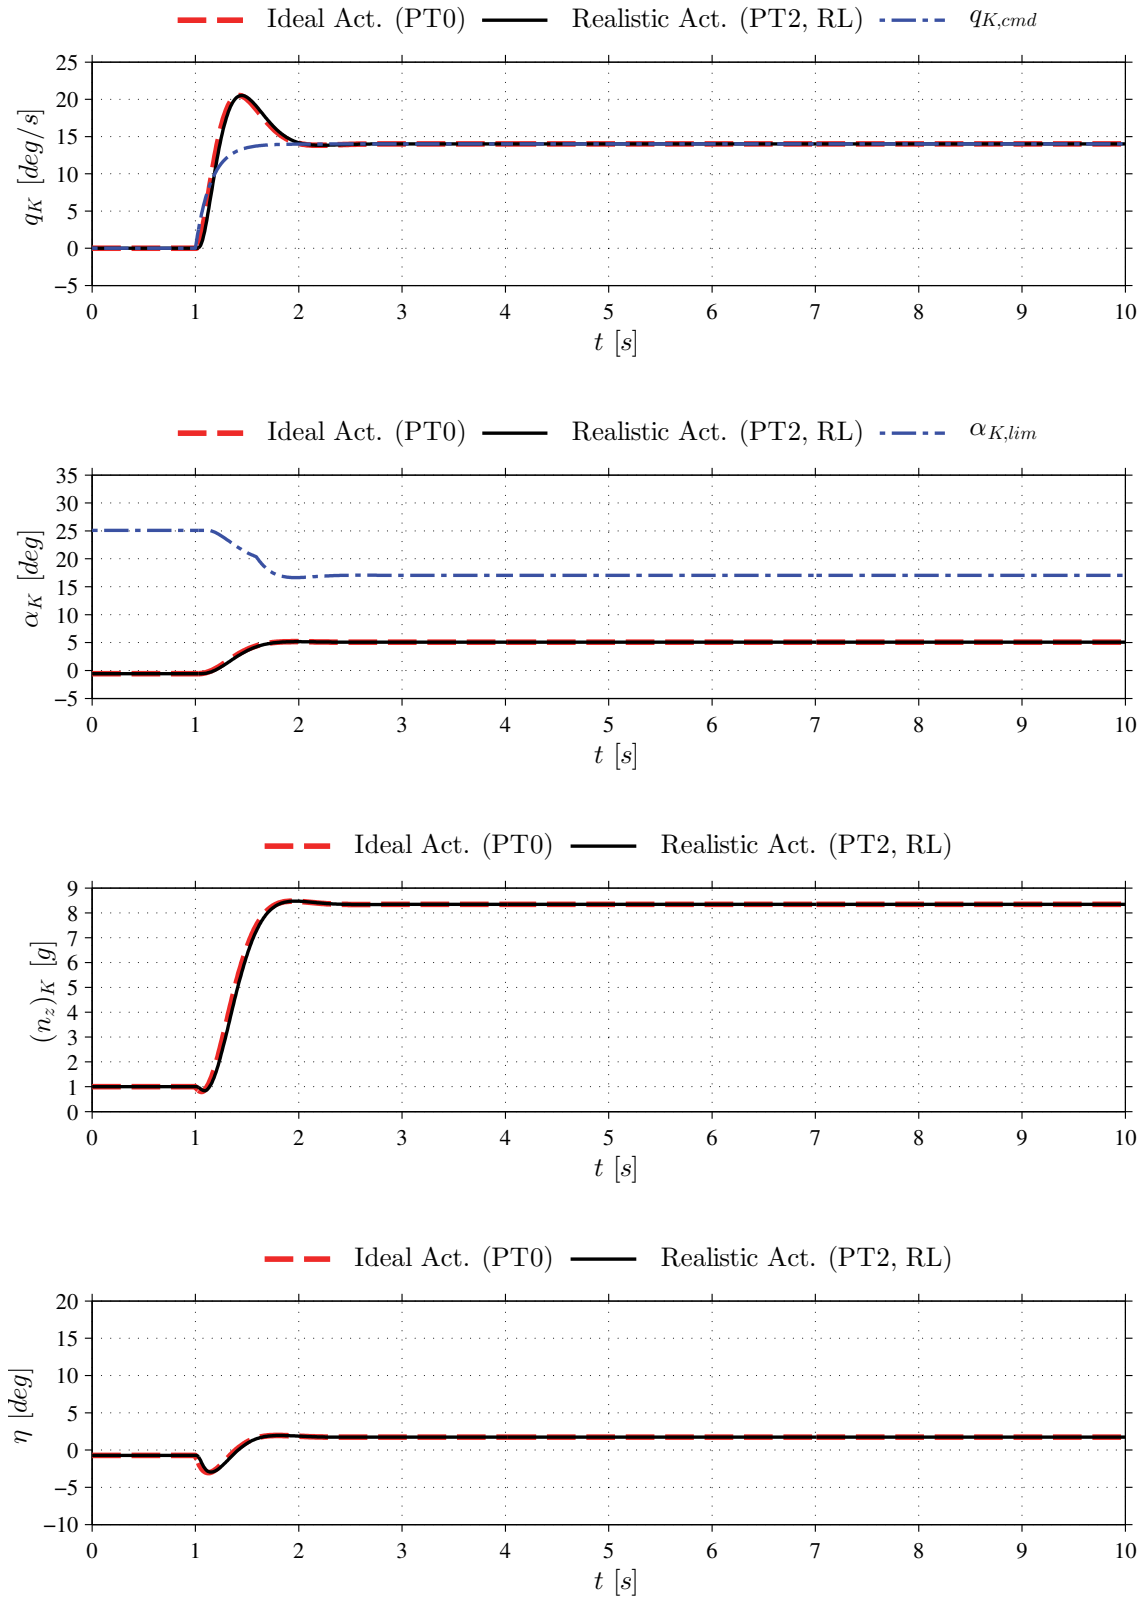 Ideal Act. (PT0) Realistic Act. (PT2, RL) q_{K,cmd}
25
20
15
10
5
0
−5
q_K [deg/s]
0 1 2 3 4 5 6 7 8 9 10
t [s]
Ideal Act. (PT0) Realistic Act. (PT2, RL) α_{K,lim}
35
30
25
20
15
10
5
0
−5
α_K [deg]
0 1 2 3 4 5 6 7 8 9 10
t [s]
Ideal Act. (PT0) Realistic Act. (PT2, RL)
9
8
7
6
5
4
3
2
1
0
(n_z)_K [g]
0 1 2 3 4 5 6 7 8 9 10
t [s]
Ideal Act. (PT0) Realistic Act. (PT2, RL)
20
15
10
5
0
−5
−10
η [deg]
0 1 2 3 4 5 6 7 8 9 10
t [s]